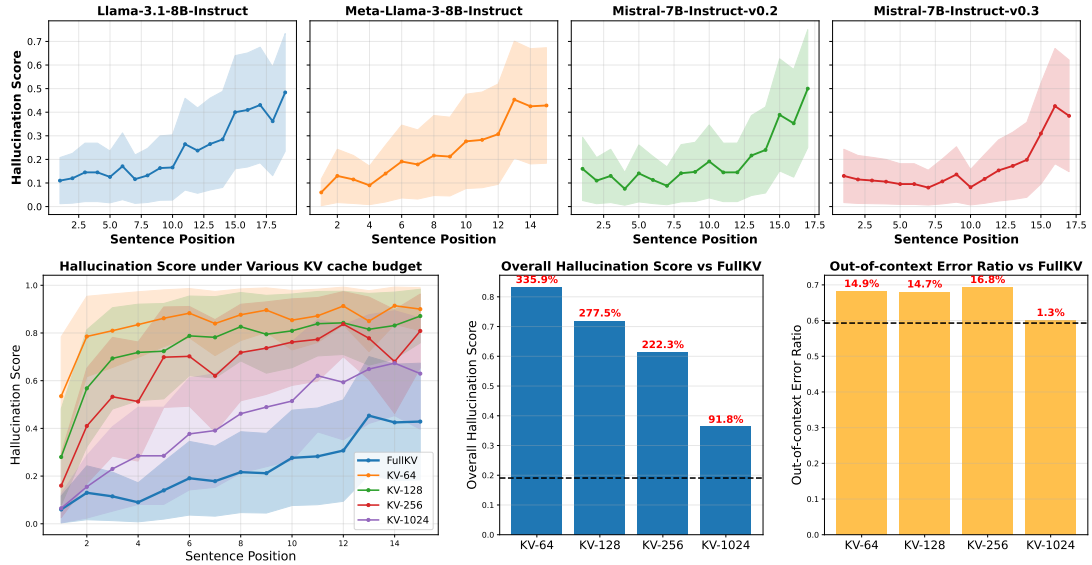 Llama-3.1-8B-Instruct
Meta-Llama-3-8B-Instruct
Mistral-7B-Instruct-v0.2
Mistral-7B-Instruct-v0.3
Hallucination Score
0.7
0.6
0.5
0.4
0.3
0.2
0.1
0.0
2.5 5.0 7.5 10.0 12.5 15.0 17.5
Sentence Position
2 4 6 8 10 12 14
Sentence Position
2.5 5.0 7.5 10.0 12.5 15.0 17.5
Sentence Position
2.5 5.0 7.5 10.0 12.5 15.0 17.5
Sentence Position
Hallucination Score under Various KV cache budget
Hallucination Score
1.0
0.8
0.6
0.4
0.2
0.0
2 4 6 8 10 12 14
Sentence Position
FullKV
KV-64
KV-128
KV-256
KV-1024
Overall Hallucination Score vs FullKV
Overall Hallucination Score
0.8
0.7
0.6
0.5
0.4
0.3
0.2
0.1
0.0
335.9%
277.5%
222.3%
91.8%
KV-64 KV-128 KV-256 KV-1024
Out-of-context Error Ratio vs FullKV
Out-of-context Error Ratio
0.7
0.6
0.5
0.4
0.3
0.2
0.1
0.0
14.9%
14.7%
16.8%
1.3%
KV-64 KV-128 KV-256 KV-1024